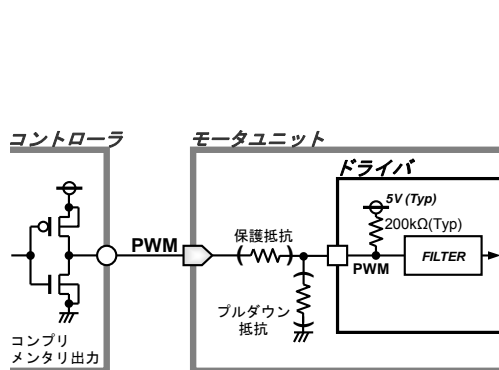 コントローラ
モータユニット
ドライバ
5V (Typ)
200kΩ(Typ)
保護抵抗
PWM
PWM
FILTER
プルダウン
抵抗
コンプリ
メンタリ出力